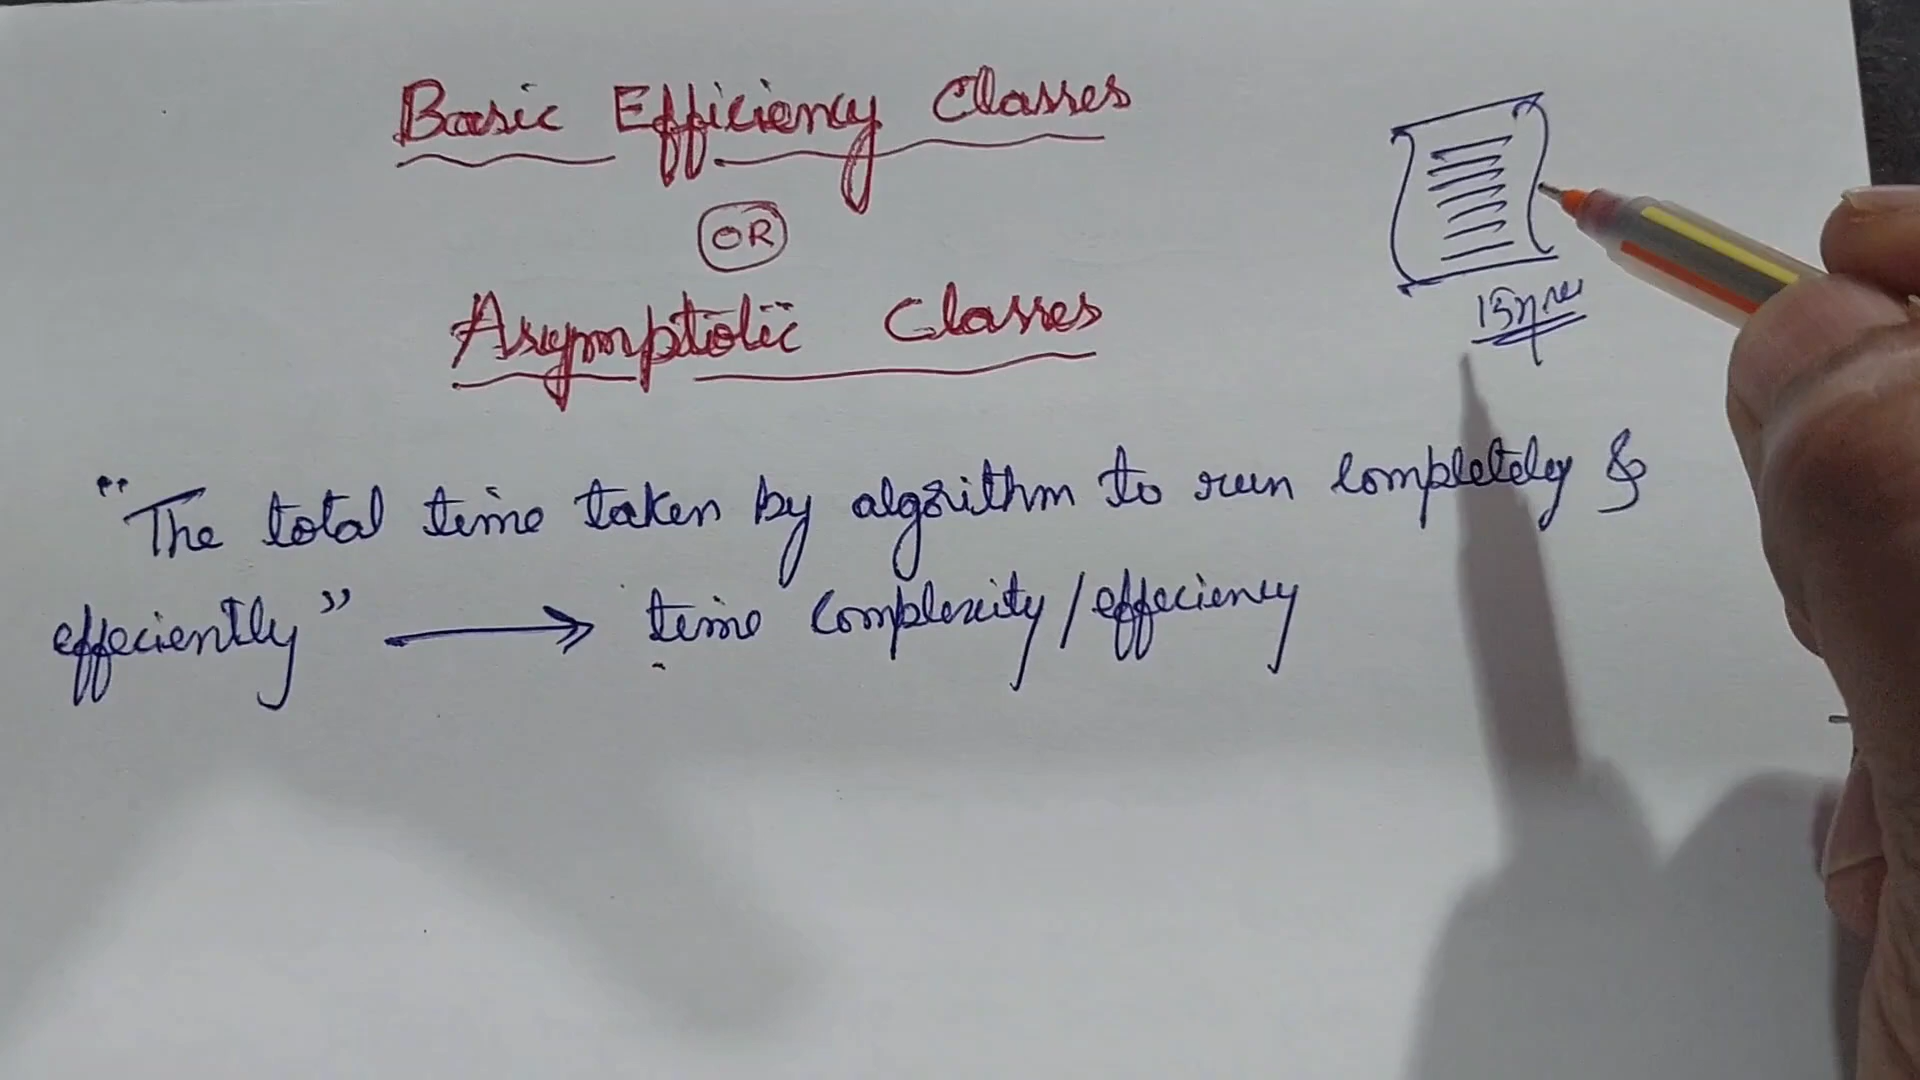 Basic Efficiency Classes
OR
Asymptotic Classes
"The total time taken by algorithm to run completely &
effeciently" → time complexity/effeciency